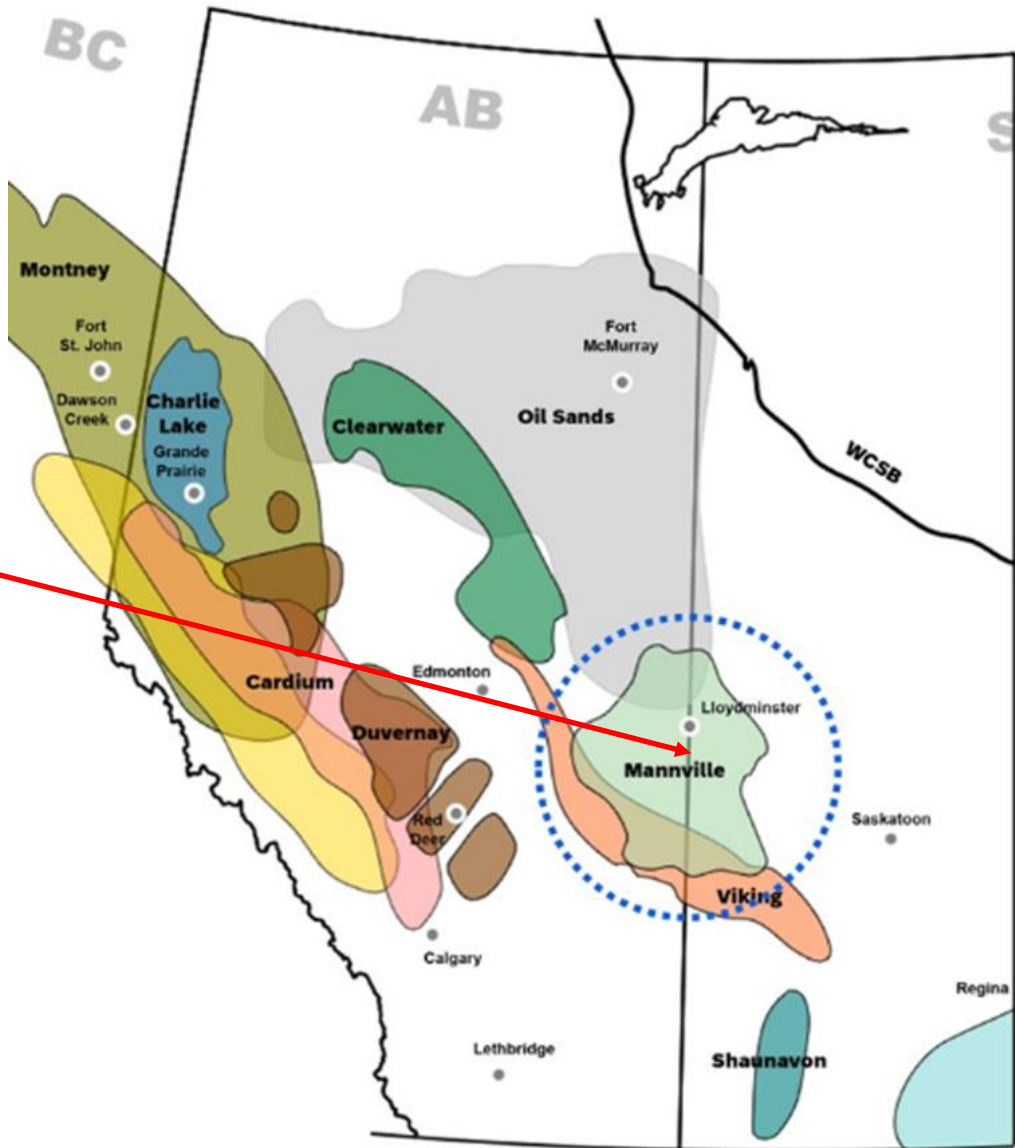 BC
AB
S
Montney
Fort
St. John
Fort
McMurray
Dawson
Creek
Charlie
Lake
Grande
Prairie
Clearwater
Oil Sands
WCSB
Edmonton
Cardium
Lloydminster
Duvernay
Mannville
Red
Deer
Saskatoon
Viking
Calgary
Regina
Lethbridge
Shaunavon